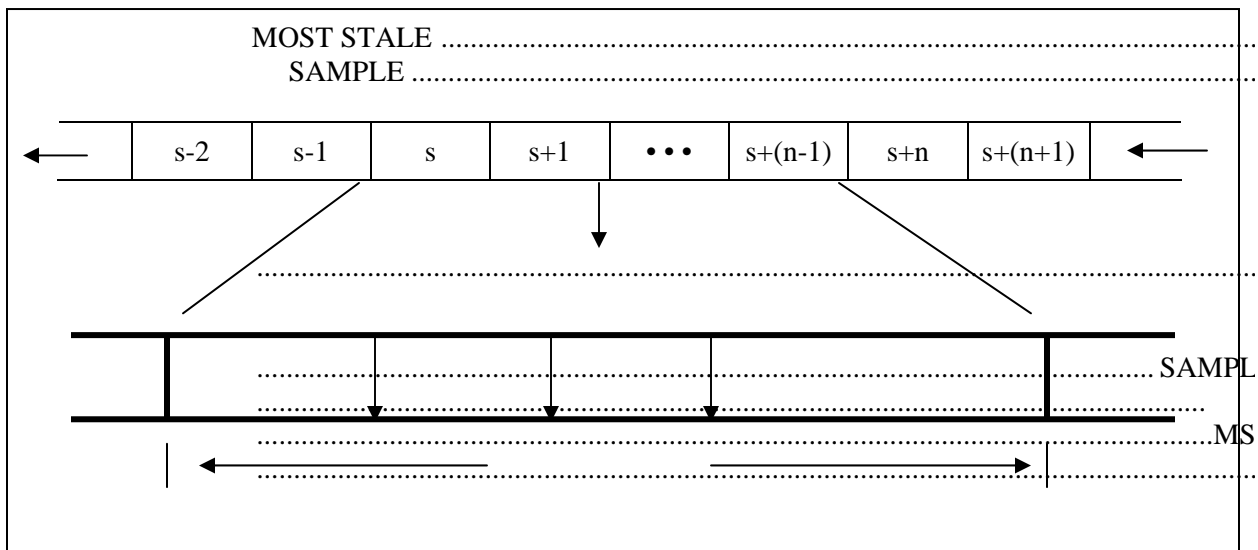 MOST STALE ................................................................
SAMPLE ................................................................
s-2 s-1 s s+1 ••• s+(n-1) s+n s+(n+1)
................................................................
................................................................ SAMPL
................................................................
................................................................MS
................................................................